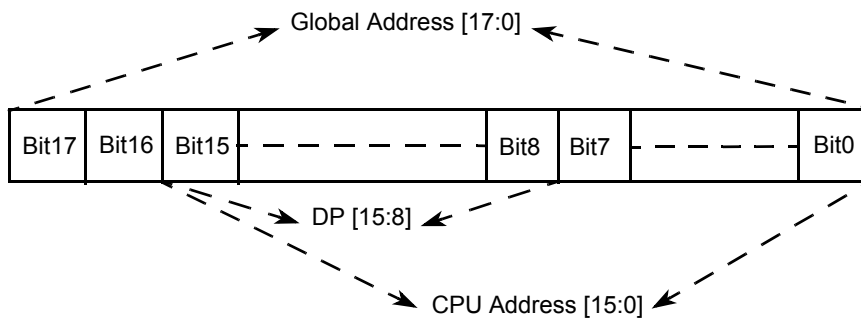 Global Address [17:0]
Bit17 Bit16 Bit15 Bit8 Bit7 Bit0
DP [15:8]
CPU Address [15:0]